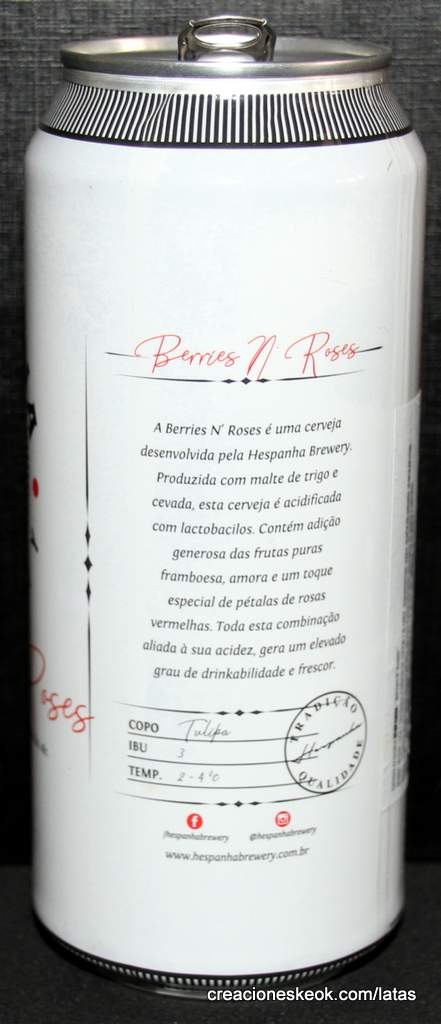 Berries N' Roses
A Berries N' Roses é uma cerveja
desenvolvida pela Hespanha Brewery.
Produzida com malte de trigo e
cevada, esta cerveja é acidificada
com lactobacilos. Contém adição
generosa das frutas puras
framboesa, amora e um toque
especial de pétalas de rosas
vermelhas. Toda esta combinação
aliada à sua acidez, gera um elevado
grau de drinkabilidade e frescor.
Roses
COPO Tulipa
IBU 3
TEMP. 2 - 4°C
TRADIÇÃO
Hespanha
QUALIDADE
/hespanhabrewery @hespanhabrewery
www.hespanhabrewery.com.br
creacioneskeok.com/latas